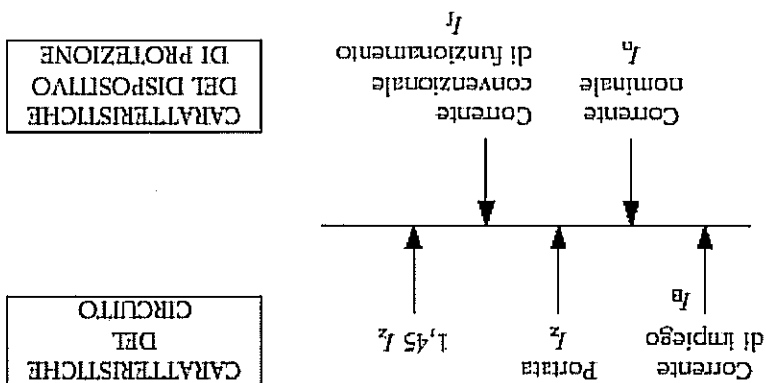 Corrente
di impiego
I_B
Portata
I_z
1,45 I_z
CARATTERISTICHE
DEL
CIRCUITO
Corrente
nominale
I_n
Corrente
convenzionale
di funzionamento
I_f
CARATTERISTICHE
DEL DISPOSITIVO
DI PROTEZIONE